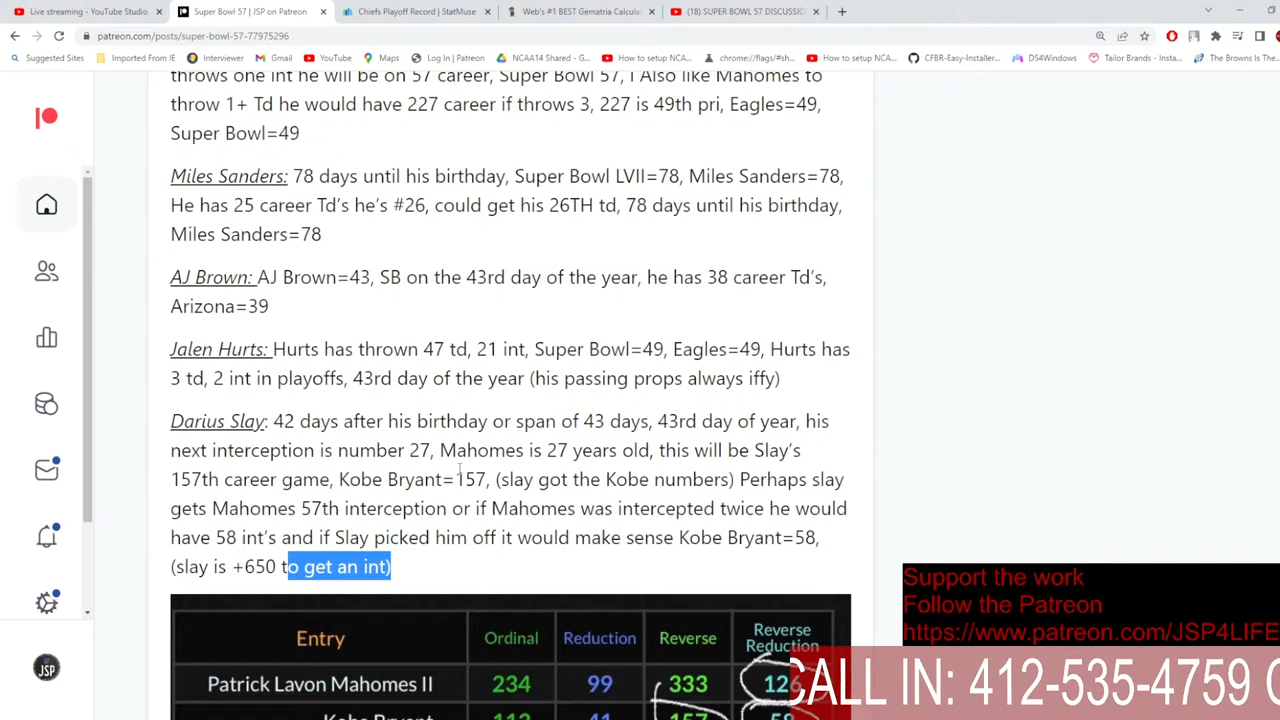 Live streaming - YouTube Studio
Super Bowl 57 | JSP on Patreon
Chiefs Playoff Record | StatMuse
Web's #1 BEST Gematria Calcula
(18) SUPER BOWL 57 DISCUSSIO
patreon.com/posts/super-bowl-57-77975296
Suggested Sites
Imported From IE
Interviewer
Gmail
YouTube
Maps
How to setup NCA...
Log In | Patreon
NCAA14 Shared - G...
chrome://flags/#sh...
How to setup NCA...
CFBR-Easy-Installer...
DS4Windows
Tailor Brands - Insta...
The Browns Is The...
throws one int he will be on 57 career, Super Bowl 57, I Also like Mahomes to
throw 1+ Td he would have 227 career if throws 3, 227 is 49th pri, Eagles=49,
Super Bowl=49
Miles Sanders: 78 days until his birthday, Super Bowl LVII=78, Miles Sanders=78,
He has 25 career Td's he's #26, could get his 26TH td, 78 days until his birthday,
Miles Sanders=78
AJ Brown: AJ Brown=43, SB on the 43rd day of the year, he has 38 career Td's,
Arizona=39
Jalen Hurts: Hurts has thrown 47 td, 21 int, Super Bowl=49, Eagles=49, Hurts has
3 td, 2 int in playoffs, 43rd day of the year (his passing props always iffy)
Darius Slay: 42 days after his birthday or span of 43 days, 43rd day of year, his
next interception is number 27, Mahomes is 27 years old, this will be Slay's
157th career game, Kobe Bryant=157, (slay got the Kobe numbers) Perhaps slay
gets Mahomes 57th interception or if Mahomes was intercepted twice he would
have 58 int's and if Slay picked him off it would make sense Kobe Bryant=58,
(slay is +650 to get an int)
Entry Ordinal Reduction Reverse Reverse Reduction
Patrick Lavon Mahomes II 234 99 333 126
Kobe Bryant 113 41 157 58
JSP
Support the work
Follow the Patreon
https://www.patreon.com/JSP4LIFE
CALL IN: 412-535-4759